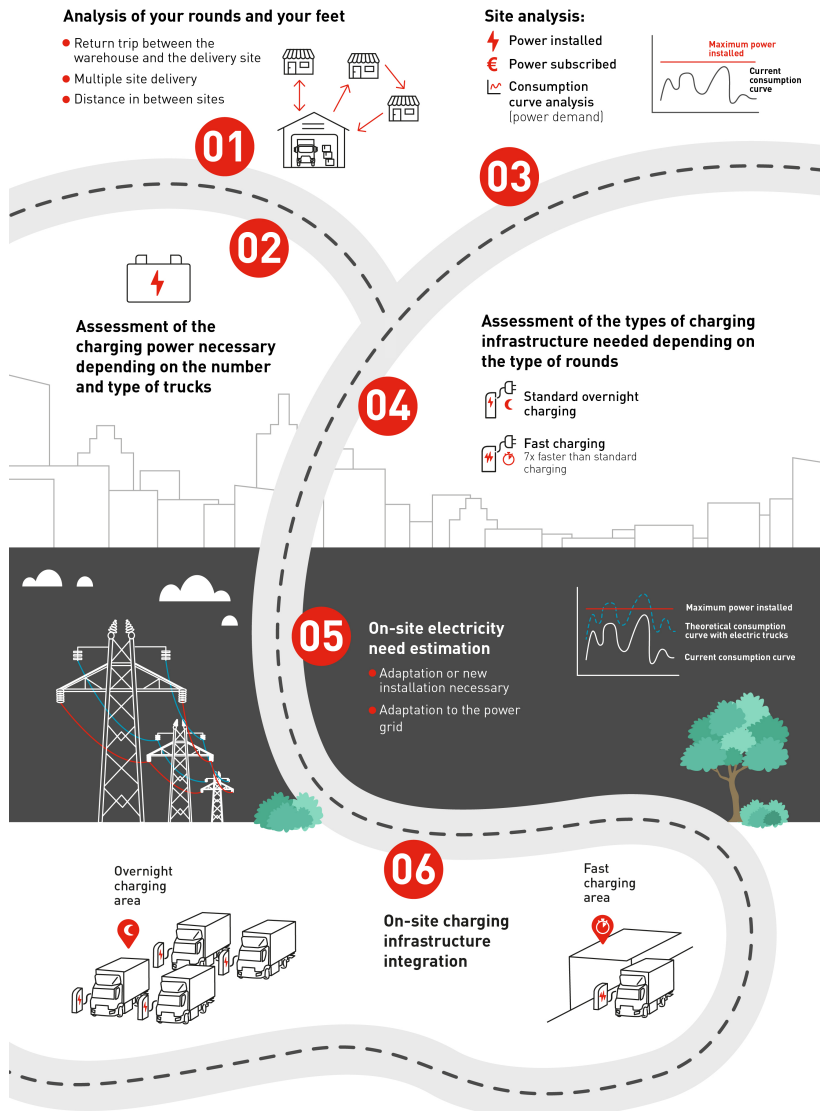 Analysis of your rounds and your feet
Return trip between the
warehouse and the delivery site
Multiple site delivery
Distance in between sites
01
Site analysis:
Power installed
€ Power subscribed
Consumption
curve analysis
(power demand)
Maximum power
installed
Current
consumption
curve
03
02
Assessment of the
charging power necessary
depending on the number
and type of trucks
Assessment of the types of charging
infrastructure needed depending on
the type of rounds
Standard overnight
charging
Fast charging
7x faster than standard
charging
04
05
On-site electricity
need estimation
Adaptation or new
installation necessary
Adaptation to the power
grid
Maximum power installed
Theoretical consumption
curve with electric trucks
Current consumption curve
06
On-site charging
infrastructure
integration
Overnight
charging
area
Fast
charging
area